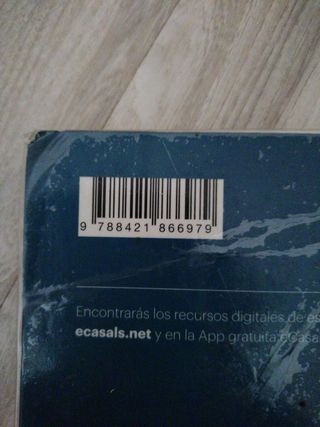 9 788421 866979
Encontrarás los recursos digitales de
ecasals.net y en la App gratuita